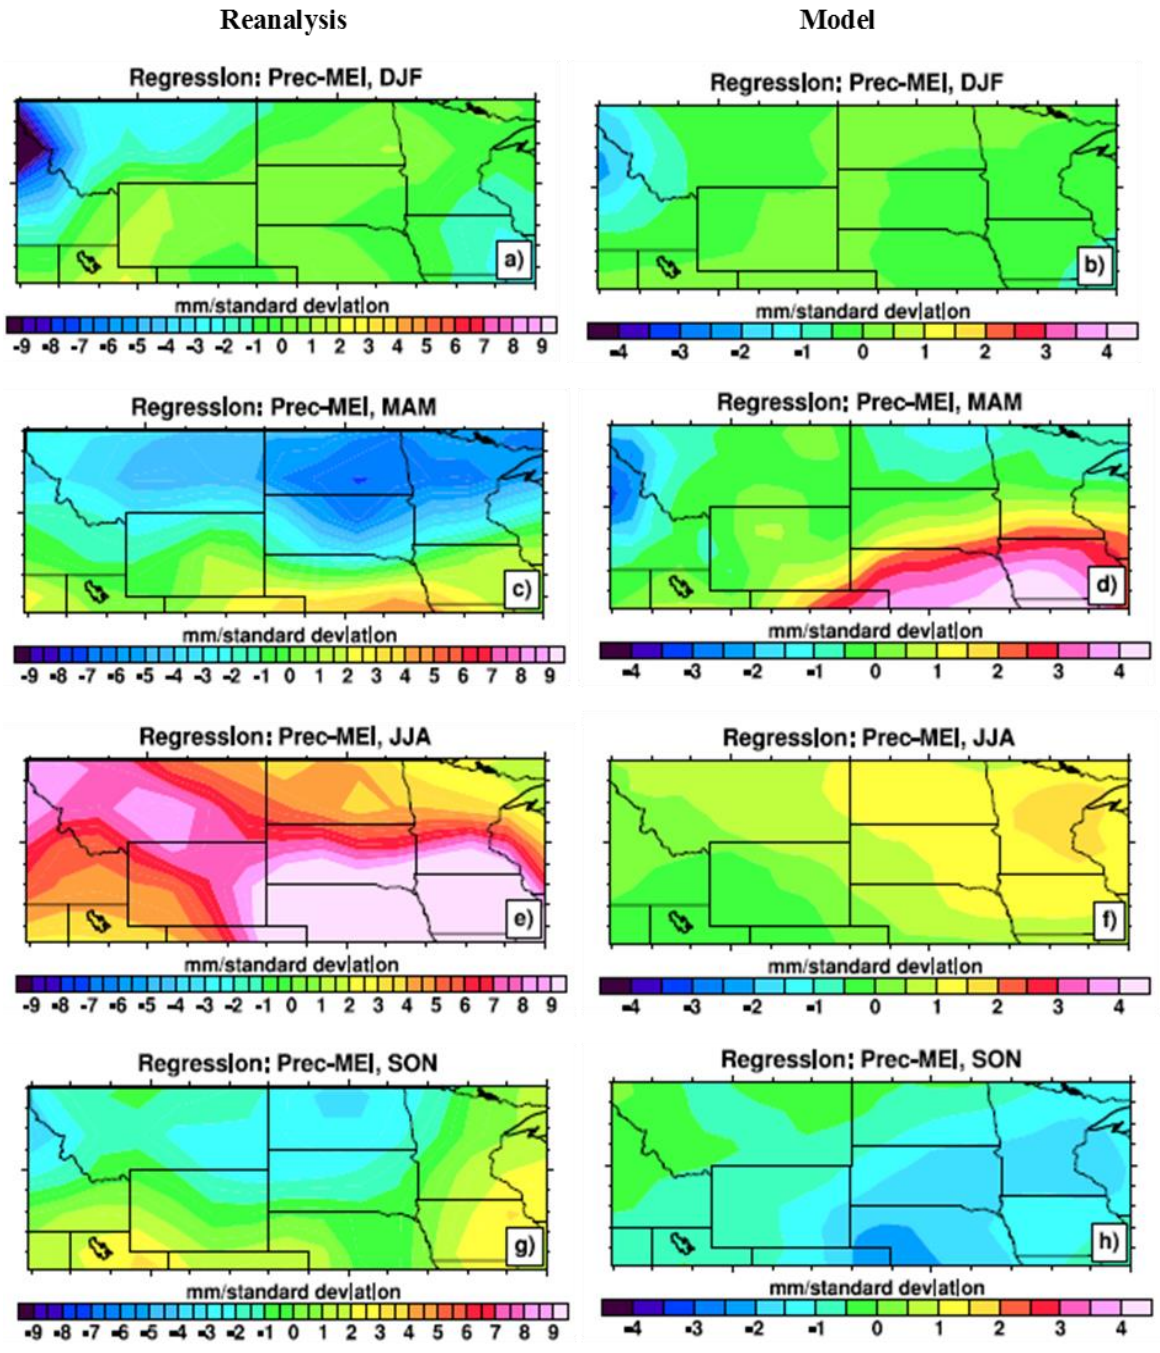 Reanalysis Model
Regression: Prec-MEI, DJF
Regression: Prec-MEI, DJF
a)
b)
mm/standard deviation
mm/standard deviation
-9 -8 -7 -6 -5 -4 -3 -2 -1 0 1 2 3 4 5 6 7 8 9
-4 -3 -2 -1 0 1 2 3 4
Regression: Prec-MEI, MAM
Regression: Prec-MEI, MAM
c)
d)
mm/standard deviation
mm/standard deviation
-9 -8 -7 -6 -5 -4 -3 -2 -1 0 1 2 3 4 5 6 7 8 9
-4 -3 -2 -1 0 1 2 3 4
Regression: Prec-MEI, JJA
Regression: Prec-MEI, JJA
e)
f)
mm/standard deviation
mm/standard deviation
-9 -8 -7 -6 -5 -4 -3 -2 -1 0 1 2 3 4 5 6 7 8 9
-4 -3 -2 -1 0 1 2 3 4
Regression: Prec-MEI, SON
Regression: Prec-MEI, SON
g)
h)
mm/standard deviation
mm/standard deviation
-9 -8 -7 -6 -5 -4 -3 -2 -1 0 1 2 3 4 5 6 7 8 9
-4 -3 -2 -1 0 1 2 3 4